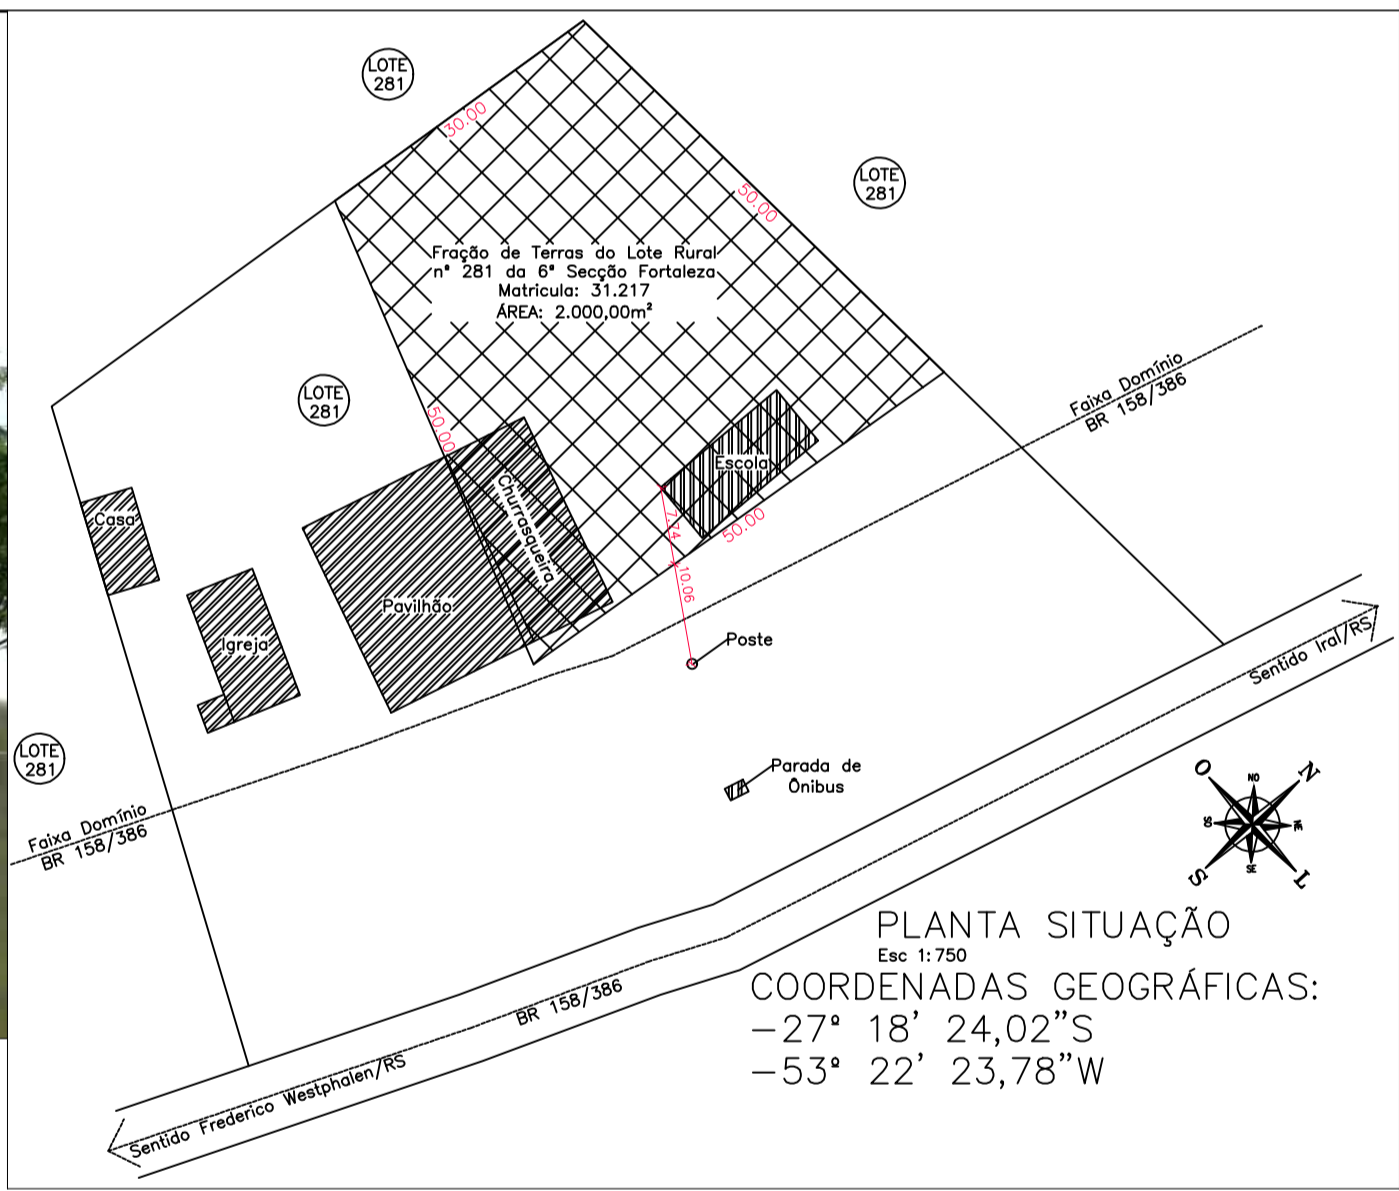 LOTE
281
30.00
LOTE
281
50.00
Fração de Terras do Lote Rural
nº 281 da 6ª Secção Fortaleza
Matricula: 31.217
ÁREA: 2.000,00m²
LOTE
281
50.00
Faixa Domínio
BR 158/386
Escola
Churrasqueira
Casa
7.74
50.00
10.06
Pavilhão
Igreja
Poste
Sentido Iraí/RS
LOTE
281
Parada de
Ônibus
Faixa Domínio
BR 158/386
O
NO
N
SO
NE
S
SE
L
PLANTA SITUAÇÃO
Esc 1:750
COORDENADAS GEOGRÁFICAS:
-27º 18' 24,02"S
-53º 22' 23,78"W
BR 158/386
Sentido Frederico Westphalen/RS